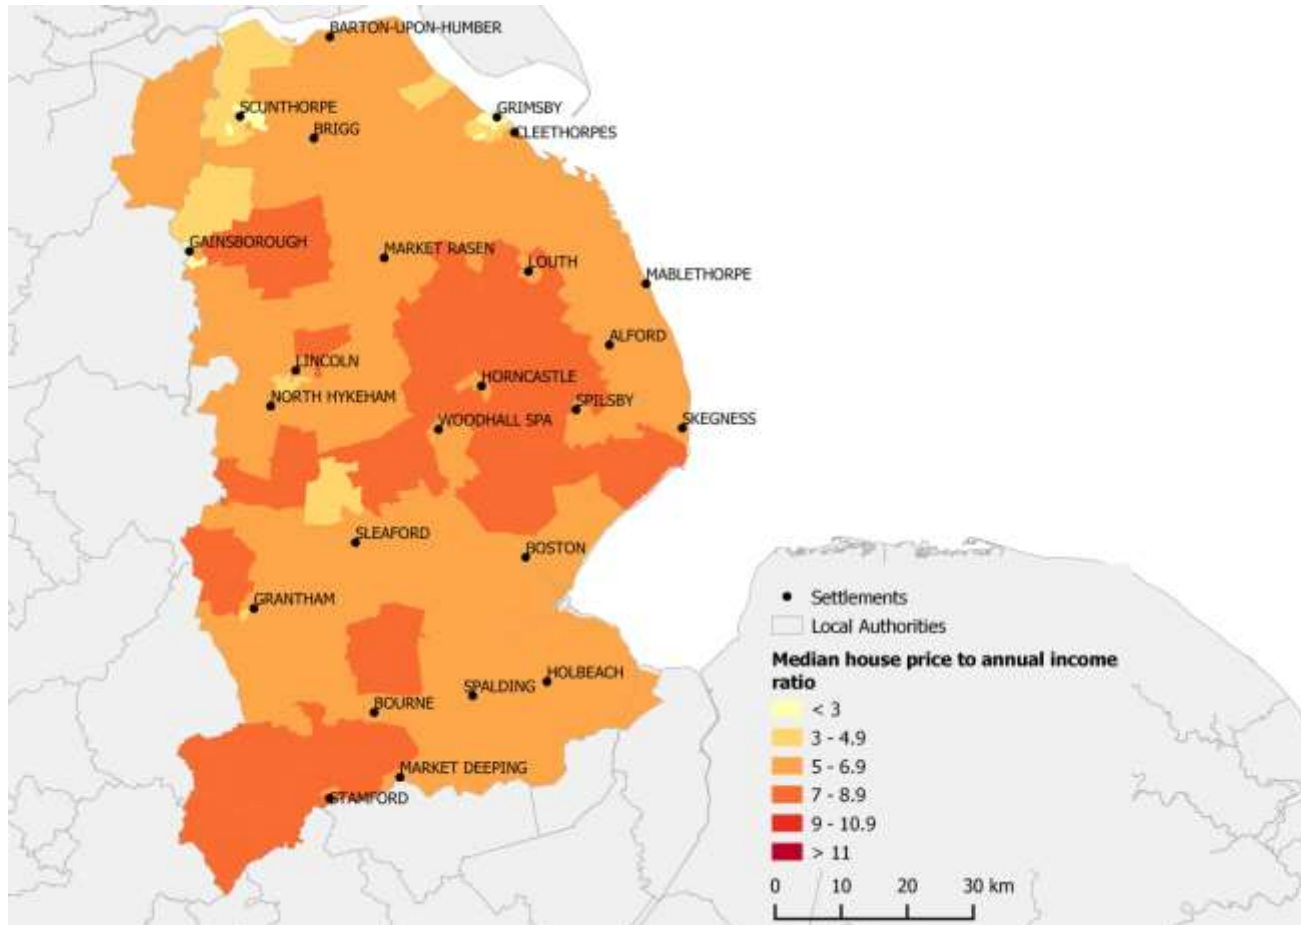 BARTON-UPON-HUMBER
SCUNTHORPE
GRIMSBY
BRIGG
CLEETHORPES
GAINSBOROUGH
MARKET RASEN
LOUTH
MABLETHORPE
ALFORD
LINCOLN
HORNCASTLE
NORTH HYKEHAM
SPILSBY
WOODHALL SPA
SKEGNESS
SLEAFORD
BOSTON
GRANTHAM
HOLBEACH
SPALDING
BOURNE
MARKET DEEPING
STAMFORD
Settlements
Local Authorities
Median house price to annual income
ratio
< 3
3 - 4.9
5 - 6.9
7 - 8.9
9 - 10.9
> 11
0 10 20 30 km